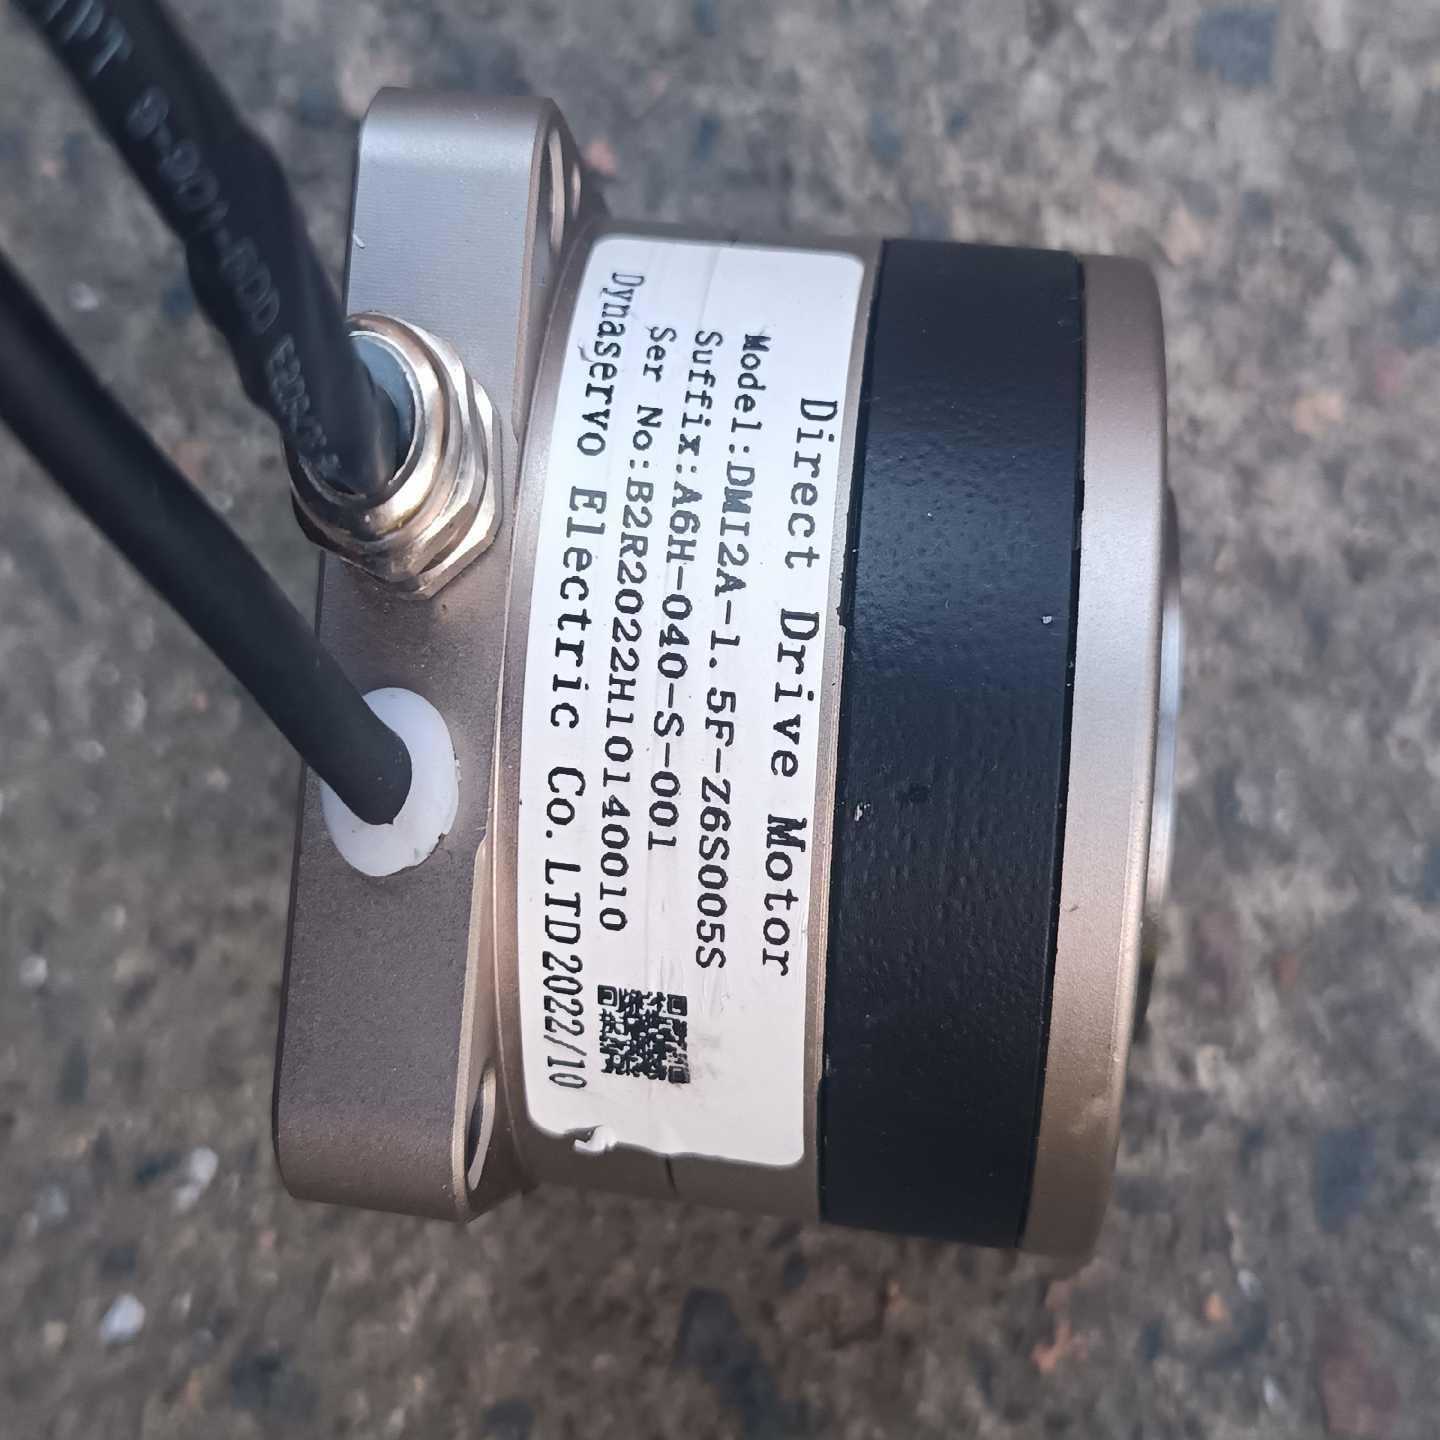 Direct Drive Motor
Model:DMI2A-1.5F-Z6S005S
Suffix:A6H-040-S-001
Ser No:B2R2022H10140010
Dynaservo Electric Co.LTD2022/10